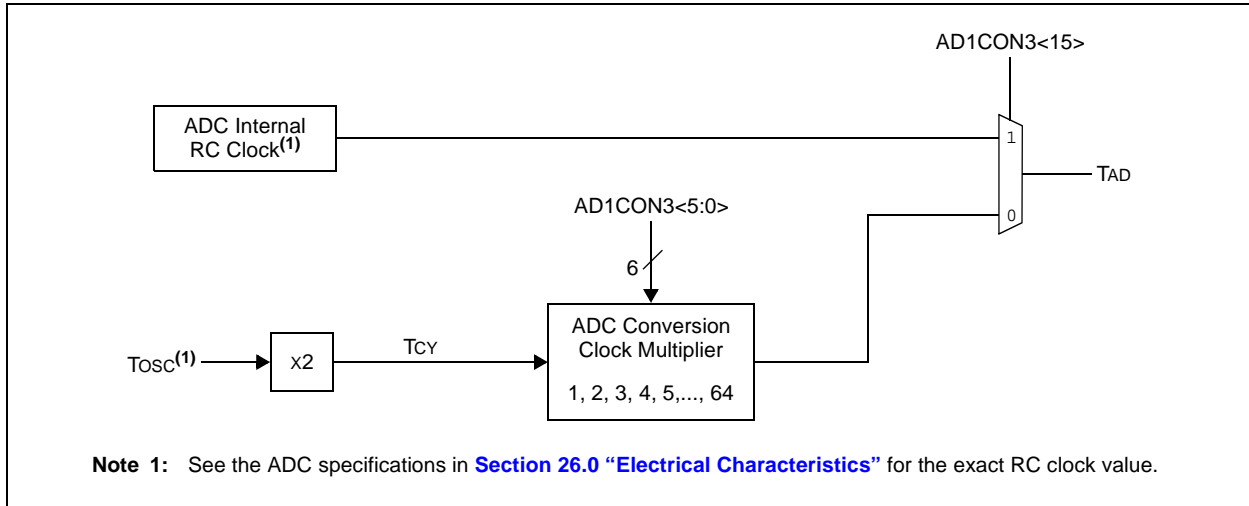 AD1CON3<15>
ADC Internal
RC Clock(1)
1
TAD
AD1CON3<5:0>
0
6
ADC Conversion
Clock Multiplier
1, 2, 3, 4, 5,..., 64
TOSC(1)
X2
TCY
Note 1: See the ADC specifications in Section 26.0 “Electrical Characteristics” for the exact RC clock value.